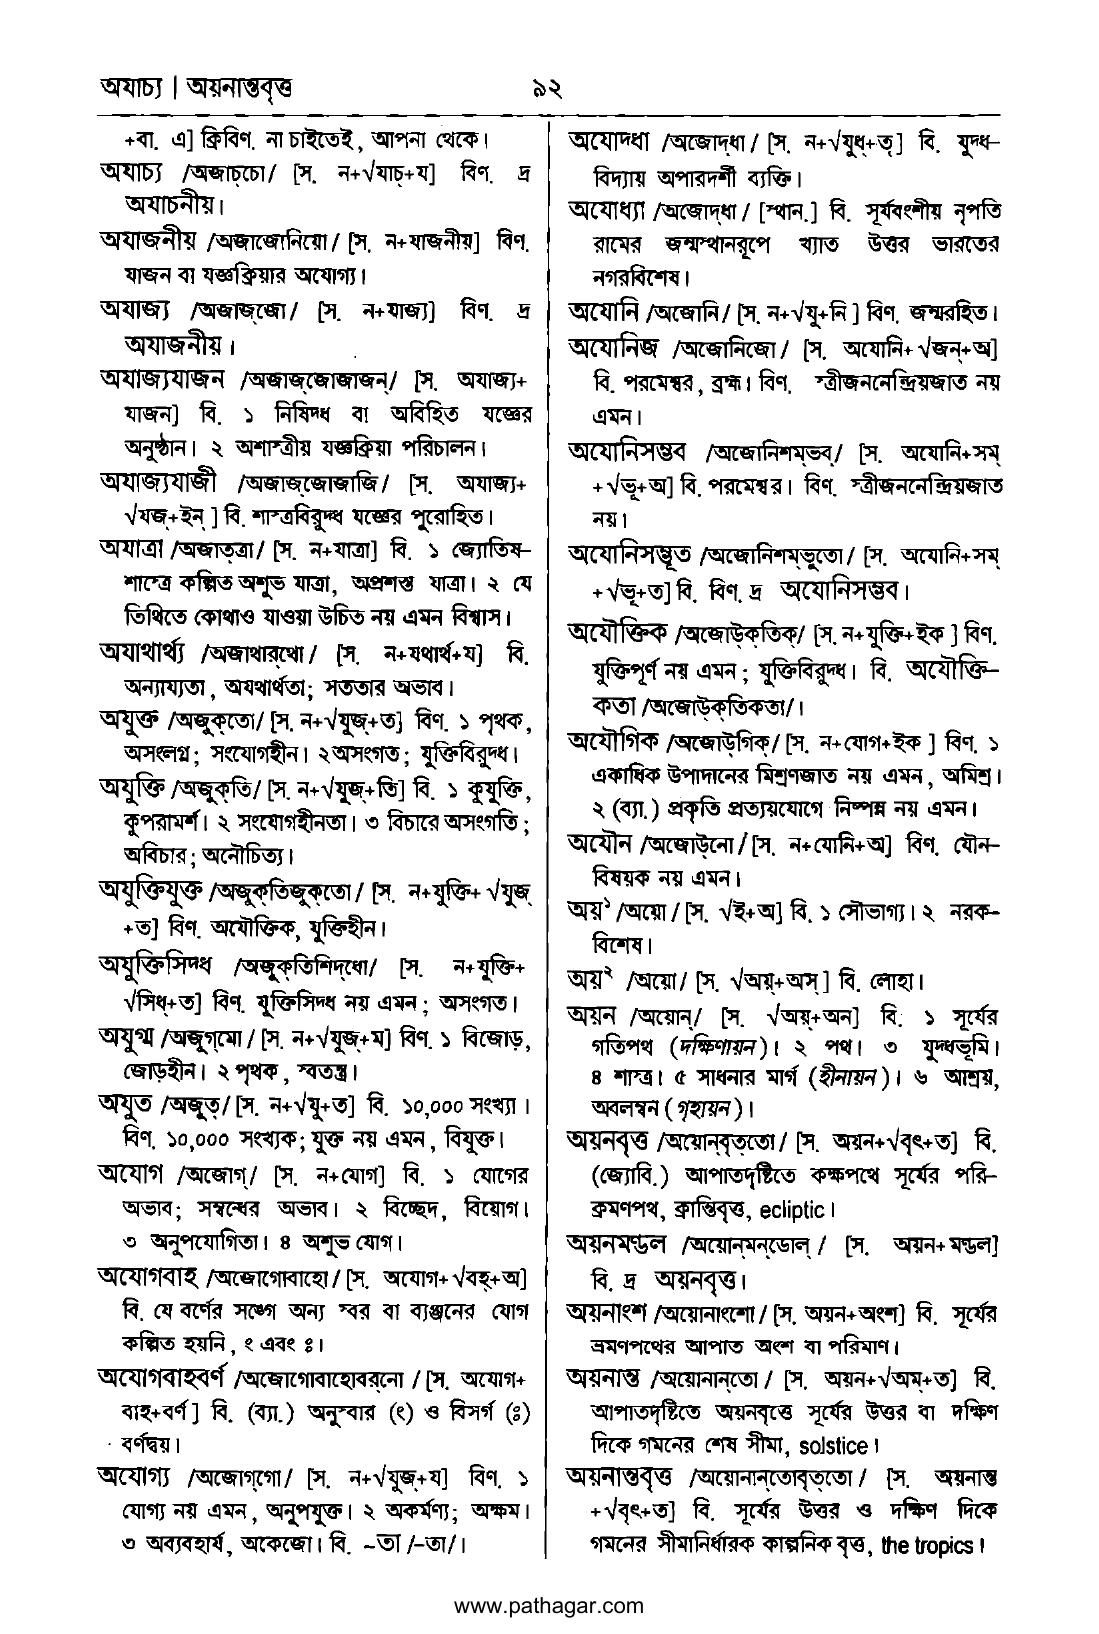 অযাচ্য | অয়নান্তবৃত্ত
৯২
+বা. এ] ক্রিবিণ. না চাইতেই, আপনা থেকে।
অযাচ্য /অজাচ্‌চো/ [স. ন+√যাচ্+য] বিণ. দ্র
অযাচনীয়।
অযাজনীয় /অজাজোনিয়ো/ [স. ন+যাজনীয়] বিণ.
যাজন বা যজ্ঞক্রিয়ার অযোগ্য।
অযাজ্য /অজাজ্‌জো/ [স. ন+যাজ্য] বিণ. দ্র
অযাজনীয়।
অযাজ্যযাজন /অজাজ্‌জোজাজন্/ [স. অযাজ্য+
যাজন] বি. ১ নিষিদ্ধ বা অবিহিত যজ্ঞের
অনুষ্ঠান। ২ অশাস্ত্রীয় যজ্ঞক্রিয়া পরিচালন।
অযাজ্যযাজী /অজাজ্‌জোজাজি/ [স. অযাজ্য+
√যজ্+ইন্] বি. শাস্ত্রবিরুদ্ধ যজ্ঞের পুরোহিত।
অযাত্রা /অজাত্‌ত্রা/ [স. ন+যাত্রা] বি. ১ জ্যোতিষ-
শাস্ত্রে কল্পিত অশুভ যাত্রা, অপ্রশস্ত যাত্রা। ২ যে
তিথিতে কোথাও যাওয়া উচিত নয় এমন বিশ্বাস।
অযাথার্থ্য /অজাথার্‌থো/ [স. ন+যথার্থ+য] বি.
অন্যায্যতা, অযথার্থতা; সততার অভাব।
অযুক্ত /অজুক্‌তো/ [স. ন+√যুজ্+ত] বিণ. ১ পৃথক,
অসংলগ্ন; সংযোগহীন। ২অসংগত; যুক্তিবিরুদ্ধ।
অযুক্তি /অজুক্‌তি/ [স. ন+√যুজ্+তি] বি. ১ কূযুক্তি,
কুপরামর্শ। ২ সংযোগহীনতা। ৩ বিচারে অসংগতি;
অবিচার; অনৌচিত্য।
অযুক্তিযুক্ত /অজুক্‌তিজুক্‌তো/ [স. ন+যুক্তি+ √যুজ্
+ত] বিণ. অযৌক্তিক, যুক্তিহীন।
অযুক্তিসিদ্ধ /অজুক্‌তিশিদ্‌ধো/ [স. ন+যুক্তি+
√সিধ্+ত] বিণ. যুক্তিসিদ্ধ নয় এমন; অসংগত।
অযুগ্ম /অজুগ্‌মো/ [স. ন+√যুজ্+ম] বিণ. ১ বিজোড়,
জোড়হীন। ২ পৃথক, স্বতন্ত্র।
অযুত /অজুত্/ [স. ন+√যু+ত] বি. ১০,০০০ সংখ্যা।
বিণ. ১০,০০০ সংখ্যক; যুক্ত নয় এমন, বিযুক্ত।
অযোগ /অজোগ্/ [স. ন+যোগ] বি. ১ যোগের
অভাব; সম্বন্ধের অভাব। ২ বিচ্ছেদ, বিয়োগ।
৩ অনুপযোগিতা। ৪ অশুভ যোগ।
অযোগবাহ /অজোগোবাহো/ [স. অযোগ+√বহ্+অ]
বি. যে বর্ণের সঙ্গে অন্য স্বর বা ব্যঞ্জনের যোগ
কল্পিত হয়নি, ং এবং ঃ।
অযোগবাহবর্ণ /অজোগোবাহোবর্‌নো/ [স. অযোগ+
বাহ+বর্ণ] বি. (ব্যা.) অনুস্বার (ং) ও বিসর্গ (ঃ)
বর্ণদ্বয়।
অযোগ্য /অজোগ্‌গো/ [স. ন+√যুজ্+য] বিণ. ১
যোগ্য নয় এমন, অনুপযুক্ত। ২ অকর্মণ্য; অক্ষম।
৩ অব্যবহার্য, অকেজো। বি. -তা /-তা/।
অযোদ্ধা /অজোদ্‌ধা/ [স. ন+√যুধ্+তৃ] বি. যুদ্ধ-
বিদ্যায় অপারদর্শী ব্যক্তি।
অযোধ্যা /অজোদ্‌ধা/ [স্থান.] বি. সূর্যবংশীয় নৃপতি
রামের জন্মস্থানরূপে খ্যাত উত্তর ভারতের
নগরবিশেষ।
অযোনি /অজোনি/ [স. ন+√যু+নি] বিণ. জন্মরহিত।
অযোনিজ /অজোনিজো/ [স. অযোনি+ √জন্+অ]
বি. পরমেশ্বর, ব্রহ্ম। বিণ. স্ত্রীজননেন্দ্রিয়জাত নয়
এমন।
অযোনিসম্ভব /অজোনিশম্‌ভব্/ [স. অযোনি+সম্
+√ভূ+অ] বি. পরমেশ্বর। বিণ. স্ত্রীজননেন্দ্রিয়জাত
নয়।
অযোনিসম্ভূত /অজোনিশম্‌ভুতো/ [স. অযোনি+সম্
+√ভূ+ত] বি. বিণ. দ্র অযোনিসম্ভব।
অযৌক্তিক /অজোউক্‌তিক্/ [স. ন+যুক্তি+ইক] বিণ.
যুক্তিপূর্ণ নয় এমন; যুক্তিবিরুদ্ধ। বি. অযৌক্তি-
কতা /অজোউক্‌তিকতা/।
অযৌগিক /অজোউগিক্/ [স. ন+যোগ+ইক] বিণ. ১
একাধিক উপাদানের মিশ্রণজাত নয় এমন, অমিশ্র।
২ (ব্যা.) প্রকৃতি প্রত্যয়যোগে নিষ্পন্ন নয় এমন।
অযৌন /অজোউনো/ [স. ন+যোনি+অ] বিণ. যৌন-
বিষয়ক নয় এমন।
অয়১ /অয়ো/ [স. √ই+অ] বি. ১ সৌভাগ্য। ২ নরক-
বিশেষ।
অয়২ /অয়ো/ [স. √অয়্+অস্] বি. লোহা।
অয়ন /অয়োন্/ [স. √অয়্+অন] বি. ১ সূর্যের
গতিপথ (দক্ষিণায়ন)। ২ পথ। ৩ যুদ্ধভূমি।
৪ শাস্ত্র। ৫ সাধনার মার্গ (হীনায়ন)। ৬ আশ্রয়,
অবলম্বন (গৃহায়ন)।
অয়নবৃত্ত /অয়োন্‌বৃত্‌তো/ [স. অয়ন+√বৃৎ+ত] বি.
(জ্যোবি.) আপাতদৃষ্টিতে কক্ষপথে সূর্যের পরি-
ক্রমণপথ, ক্রান্তিবৃত্ত, ecliptic।
অয়নমণ্ডল /অয়োন্‌মন্‌ডোল্/ [স. অয়ন+মণ্ডল]
বি. দ্র অয়নবৃত্ত।
অয়নাংশ /অয়োনাংশো/ [স. অয়ন+অংশ] বি. সূর্যের
ভ্রমণপথের আপাত অংশ বা পরিমাণ।
অয়নান্ত /অয়োনান্‌তো/ [স. অয়ন+√অম্+ত] বি.
আপাতদৃষ্টিতে অয়নবৃত্তে সূর্যের উত্তর বা দক্ষিণ
দিকে গমনের শেষ সীমা, solstice।
অয়নান্তবৃত্ত /অয়োনান্‌তোবৃত্‌তো/ [স. অয়নান্ত
+√বৃৎ+ত] বি. সূর্যের উত্তর ও দক্ষিণ দিকে
গমনের সীমানির্ধারক কাল্পনিক বৃত্ত, the tropics।
www.pathagar.com